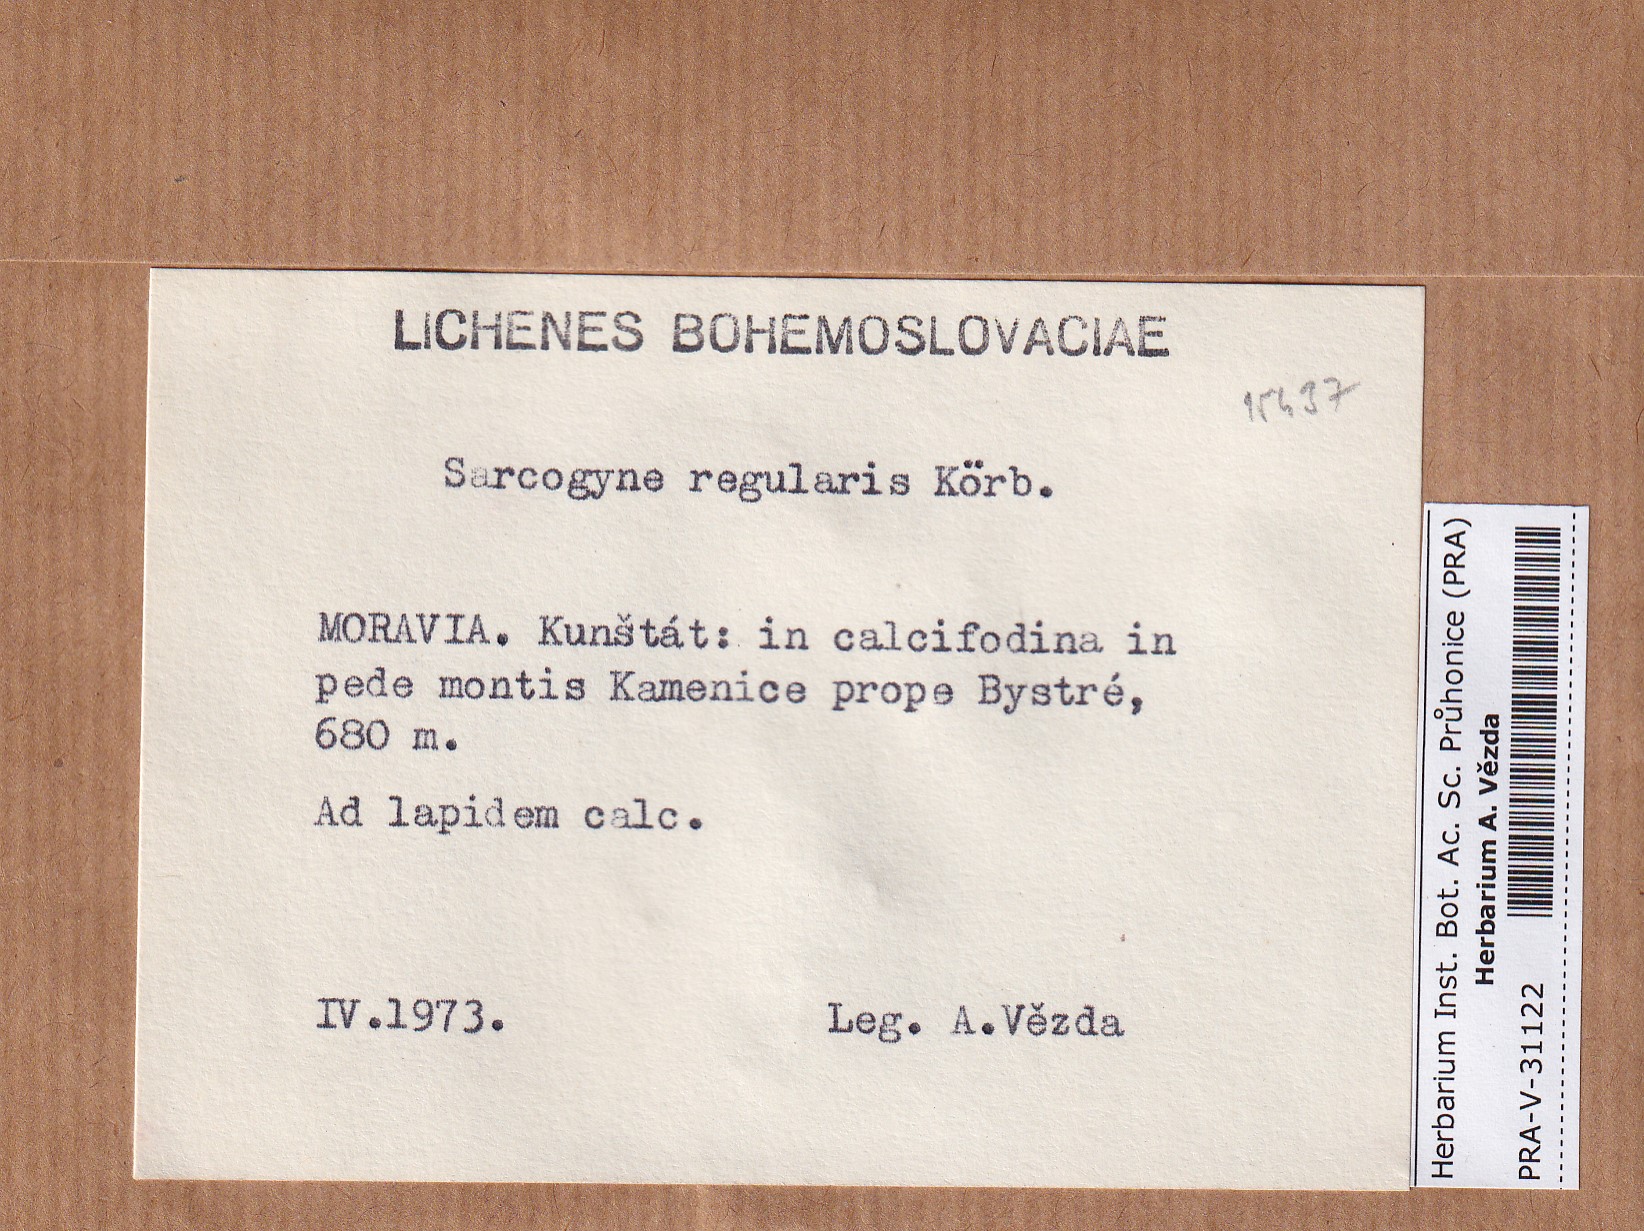 LICHENES BOHEMOSLOVACIAE
15437
Sarcogyne regularis Körb.
MORAVIA. Kunštát: in calcifodina in
pede montis Kamenice prope Bystré,
680 m.
Ad lapidem calc.
IV.1973.
Leg. A.Vězda
Herbarium Inst. Bot. Ac. Sc. Průhonice (PRA)
Herbarium A. Vězda
PRA-V-31122